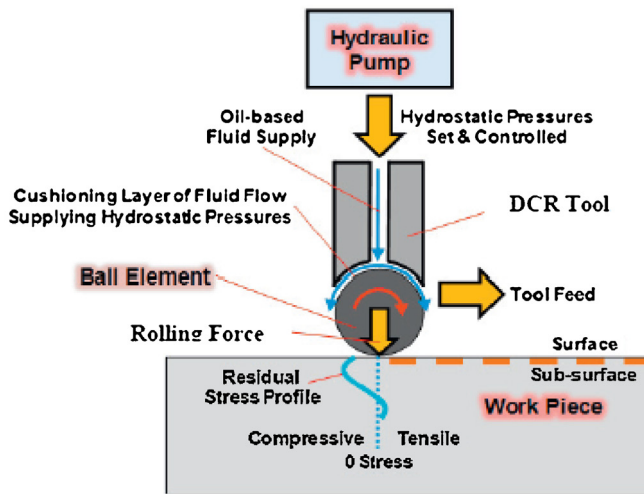 Hydraulic
Pump
Oil-based
Fluid Supply
Hydrostatic Pressures
Set & Controlled
Cushioning Layer of Fluid Flow
Supplying Hydrostatic Pressures
DCR Tool
Ball Element
Tool Feed
Rolling Force
Surface
Sub-surface
Residual
Stress Profile
Work Piece
Compressive
Tensile
0 Stress